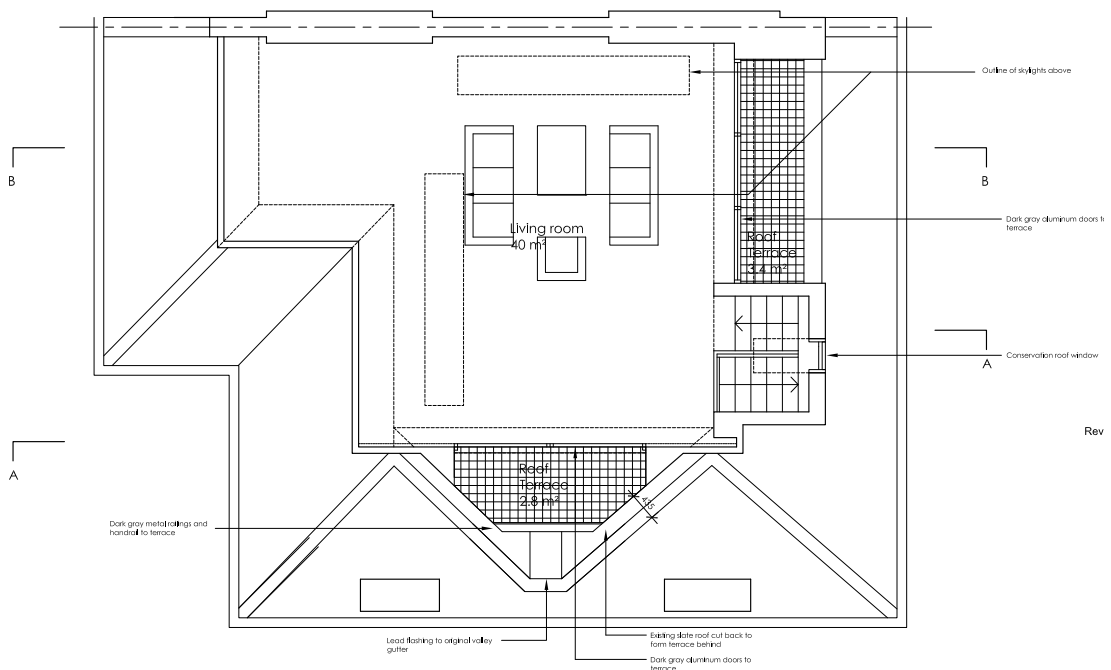 Outline of skylights above
B
B
Living room
40 m²
Dark gray aluminum doors to
terrace
Roof
Terrace
3.4 m²
Conservation roof window
A
Rev
A
Roof
Terrace
2.8 m²
435
Dark gray metal railings and
handrail to terrace
Lead flashing to original valley
gutter
Existing slate roof cut back to
form terrace behind
Dark gray aluminum doors to
terrace